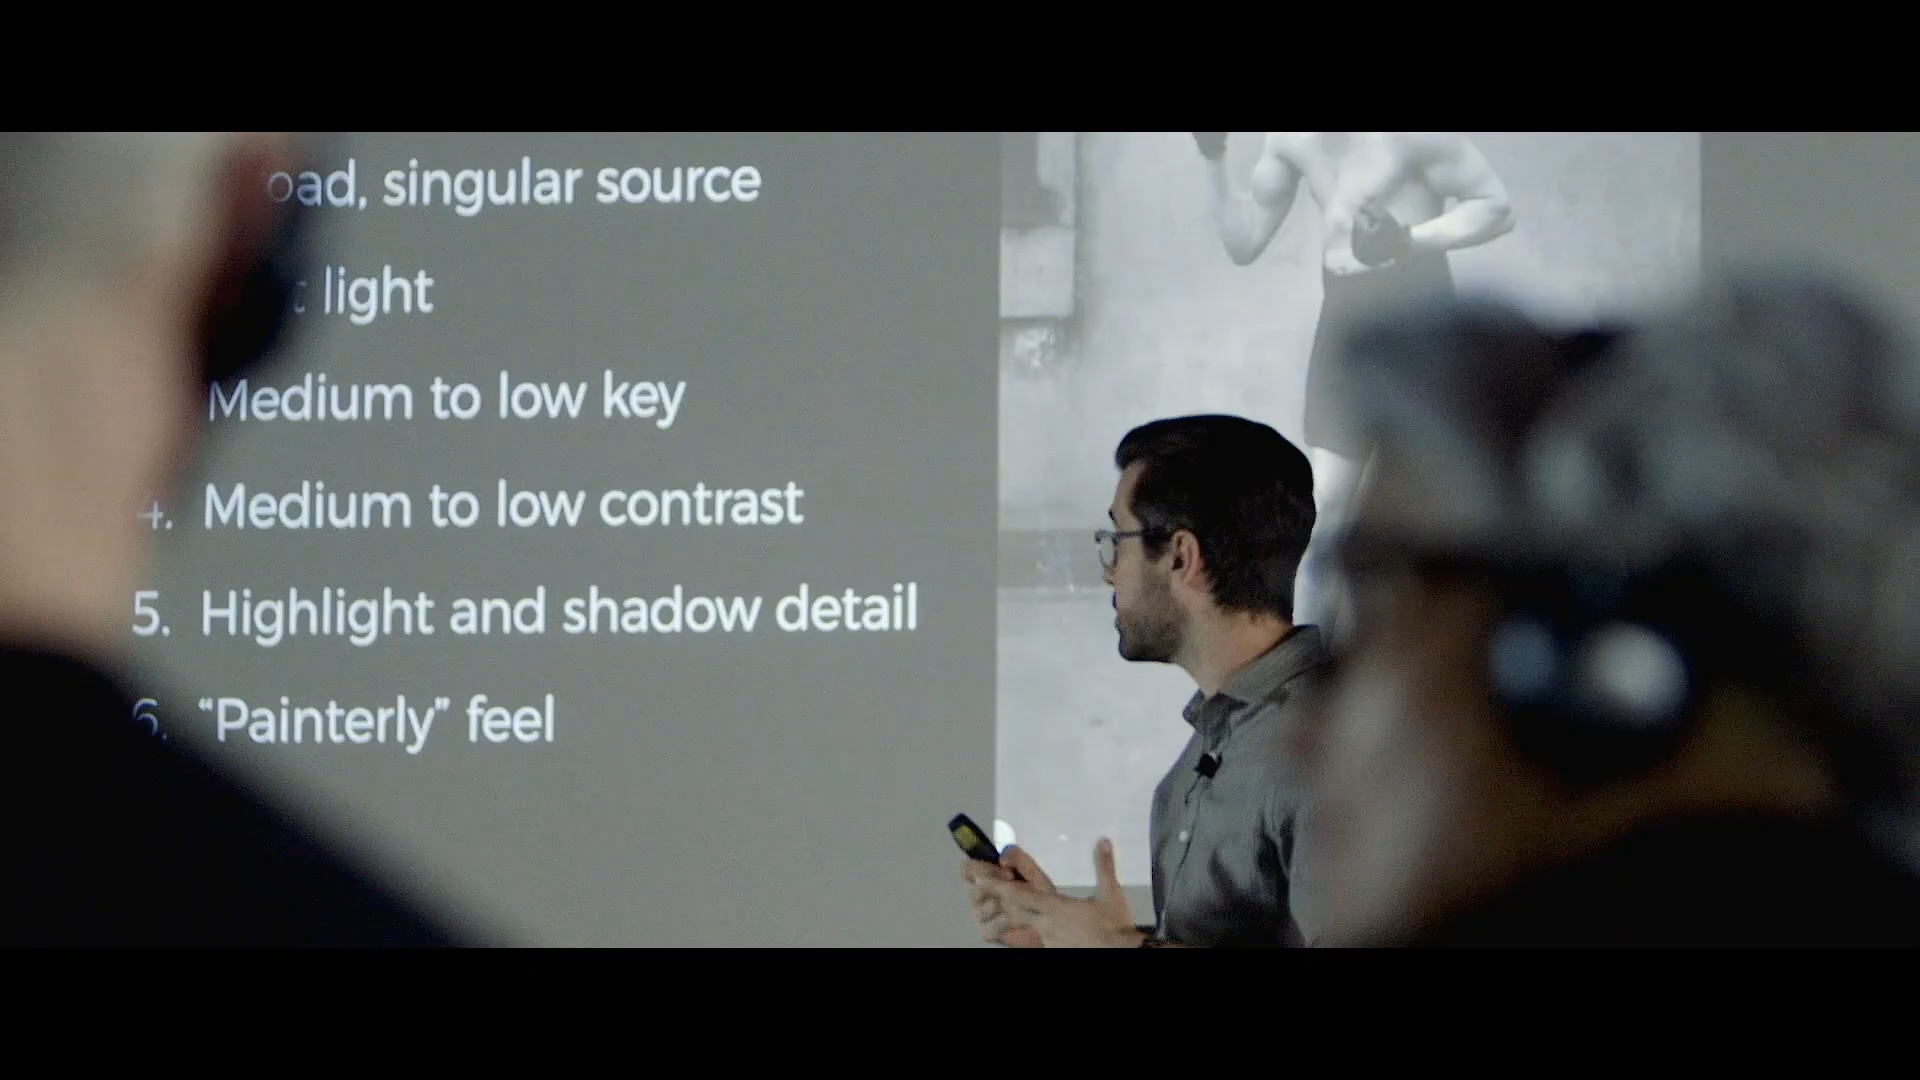 singular source
light
Medium to low key
4. Medium to low contrast
5. Highlight and shadow detail
6. “Painterly” feel